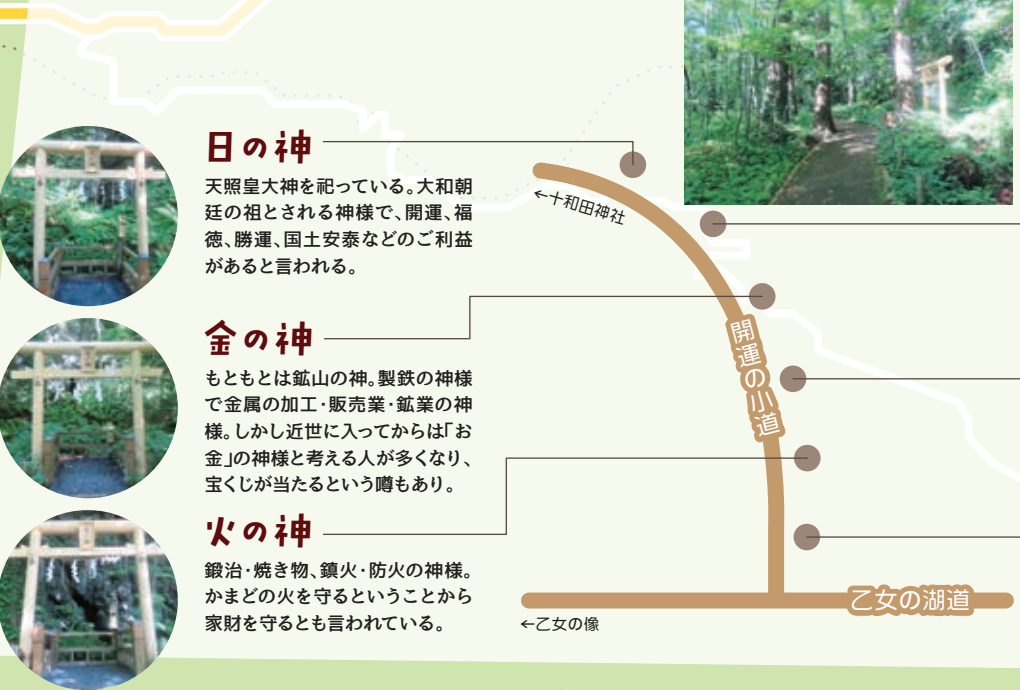 日の神
天照皇大神を祀っている。大和朝
廷の祖とされる神様で、開運、福
徳、勝運、国土安泰などのご利益
があると言われる。
金の神
もともとは鉱山の神。製鉄の神様
で金属の加工・販売業・鉱業の神
様。しかし近世に入ってからは「お
金」の神様と考える人が多くなり、
宝くじが当たるという噂もあり。
火の神
鍛治・焼き物、鎮火・防火の神様。
かまどの火を守るということから
家財を守るとも言われている。
←十和田神社
開運の小道
乙女の湖道
←乙女の像